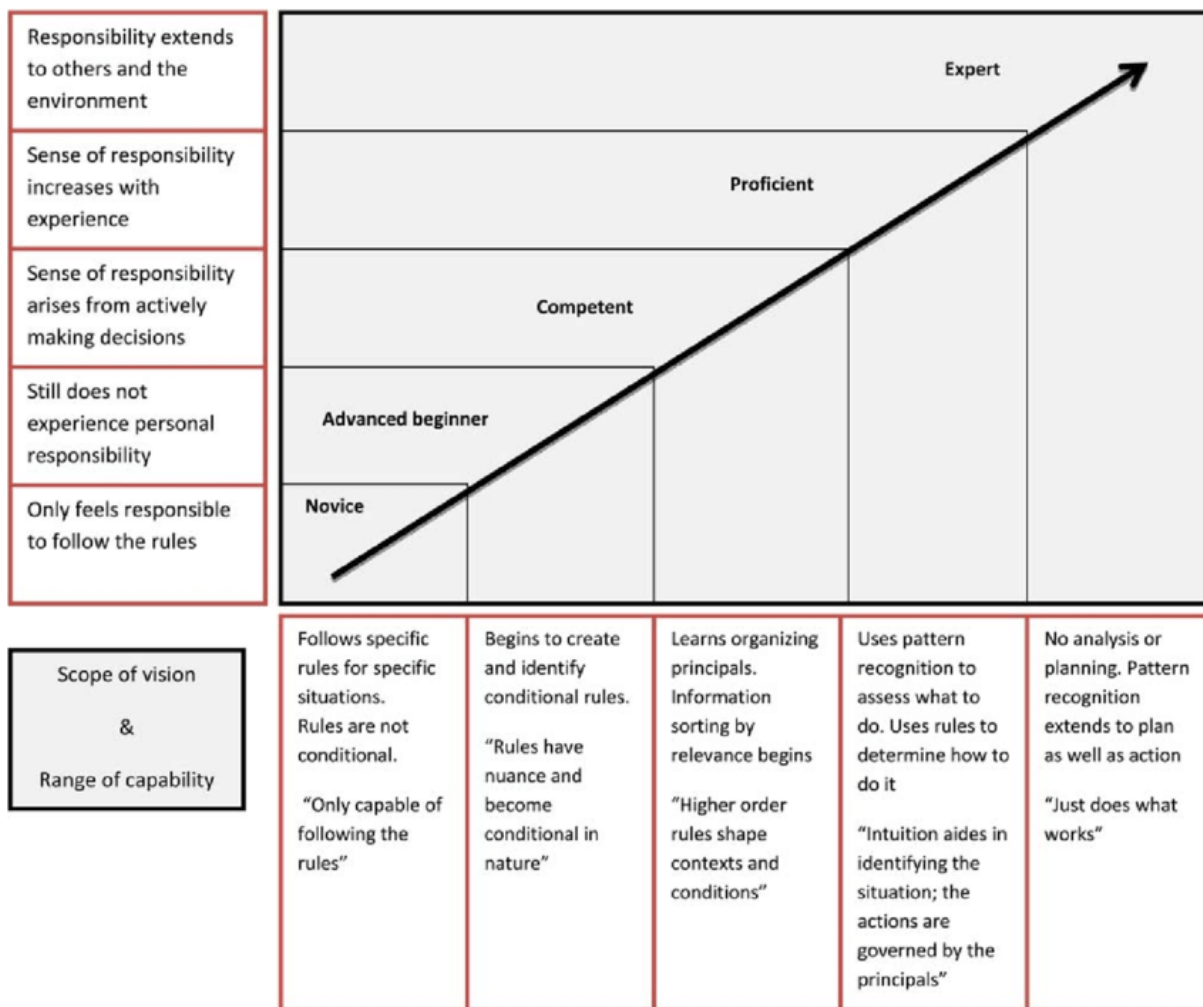 Responsibility extends
to others and the
environment
Sense of responsibility
increases with
experience
Sense of responsibility
arises from actively
making decisions
Still does not
experience personal
responsibility
Only feels responsible
to follow the rules
Expert
Proficient
Competent
Advanced beginner
Novice
Scope of vision
&
Range of capability
Follows specific
rules for specific
situations.
Rules are not
conditional.
"Only capable of
following the
rules"
Begins to create
and identify
conditional rules.
"Rules have
nuance and
become
conditional in
nature"
Learns organizing
principals.
Information
sorting by
relevance begins
"Higher order
rules shape
contexts and
conditions"
Uses pattern
recognition to
assess what to
do. Uses rules to
determine how to
do it
"Intuition aides in
identifying the
situation; the
actions are
governed by the
principals"
No analysis or
planning. Pattern
recognition
extends to plan
as well as action
"Just does what
works"